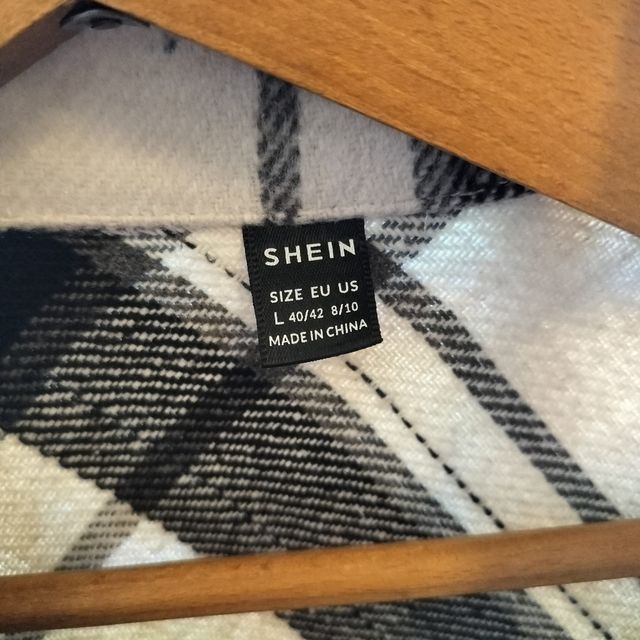 SHEIN
SIZE EU US
L 40/42 8/10
MADE IN CHINA